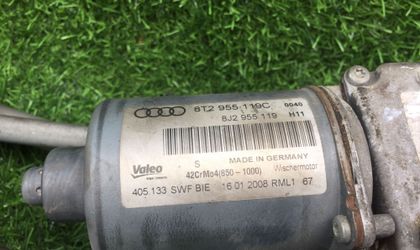 8T2 955 119C 0040
8J2 955 119 H11
S MADE IN GERMANY
Valeo 42CrMo4(850-1000) Wischermotor
405.133 SWF BIE 16 01 2008 RML1 67